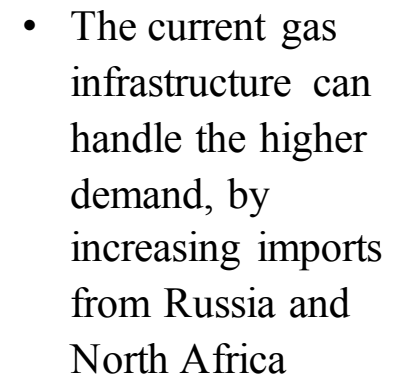 • The current gas
infrastructure can
handle the higher
demand, by
increasing imports
from Russia and
North Africa